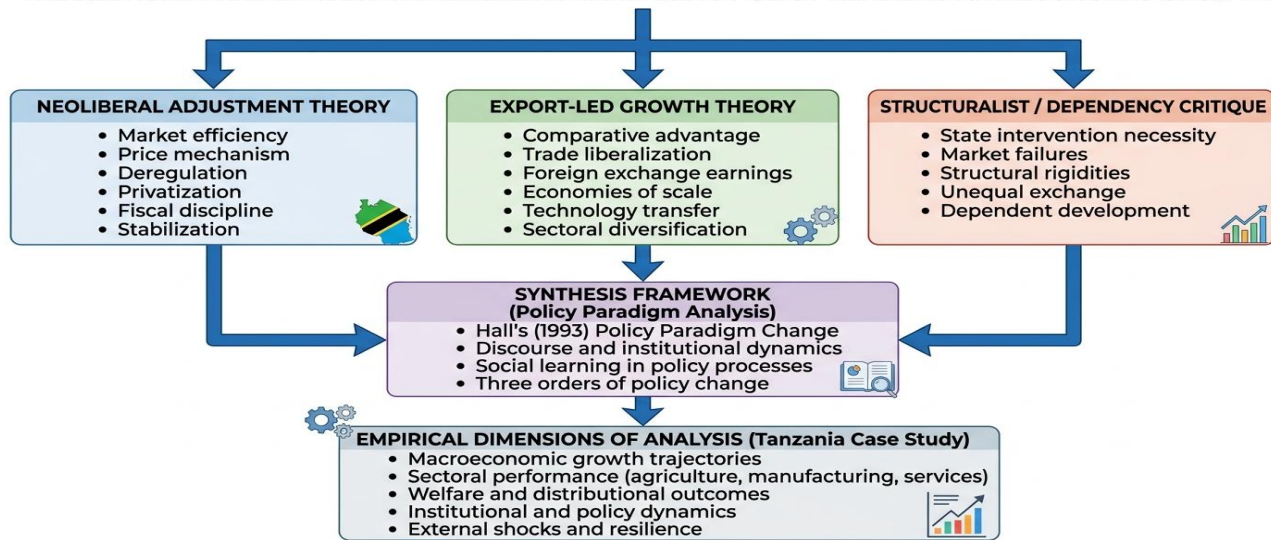 NEOLIBERAL ADJUSTMENT THEORY
• Market efficiency
• Price mechanism
• Deregulation
• Privatization
• Fiscal discipline
• Stabilization
EXPORT-LED GROWTH THEORY
• Comparative advantage
• Trade liberalization
• Foreign exchange earnings
• Economies of scale
• Technology transfer
• Sectoral diversification
STRUCTURALIST / DEPENDENCY CRITIQUE
• State intervention necessity
• Market failures
• Structural rigidities
• Unequal exchange
• Dependent development
SYNTHESIS FRAMEWORK
(Policy Paradigm Analysis)
• Hall's (1993) Policy Paradigm Change
• Discourse and institutional dynamics
• Social learning in policy processes
• Three orders of policy change
EMPIRICAL DIMENSIONS OF ANALYSIS (Tanzania Case Study)
• Macroeconomic growth trajectories
• Sectoral performance (agriculture, manufacturing, services)
• Welfare and distributional outcomes
• Institutional and policy dynamics
• External shocks and resilience